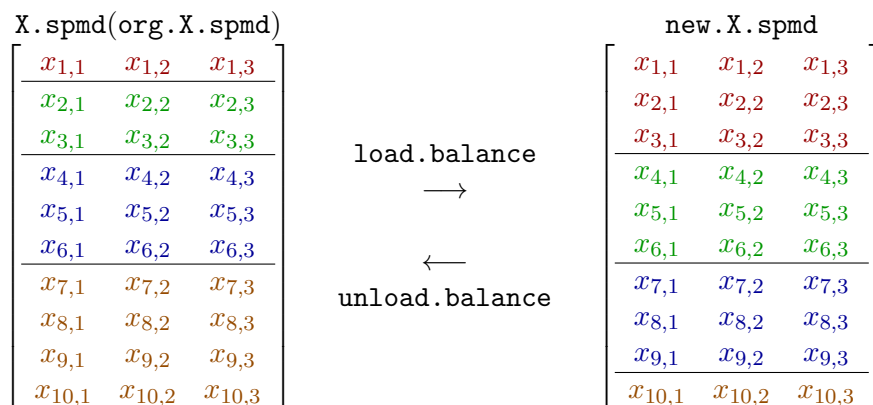 X.spmd(org.X.spmd)
x1,1 x1,2 x1,3
x2,1 x2,2 x2,3
x3,1 x3,2 x3,3
x4,1 x4,2 x4,3
x5,1 x5,2 x5,3
x6,1 x6,2 x6,3
x7,1 x7,2 x7,3
x8,1 x8,2 x8,3
x9,1 x9,2 x9,3
x10,1 x10,2 x10,3
load.balance
⟶
⟵
unload.balance
new.X.spmd
x1,1 x1,2 x1,3
x2,1 x2,2 x2,3
x3,1 x3,2 x3,3
x4,1 x4,2 x4,3
x5,1 x5,2 x5,3
x6,1 x6,2 x6,3
x7,1 x7,2 x7,3
x8,1 x8,2 x8,3
x9,1 x9,2 x9,3
x10,1 x10,2 x10,3